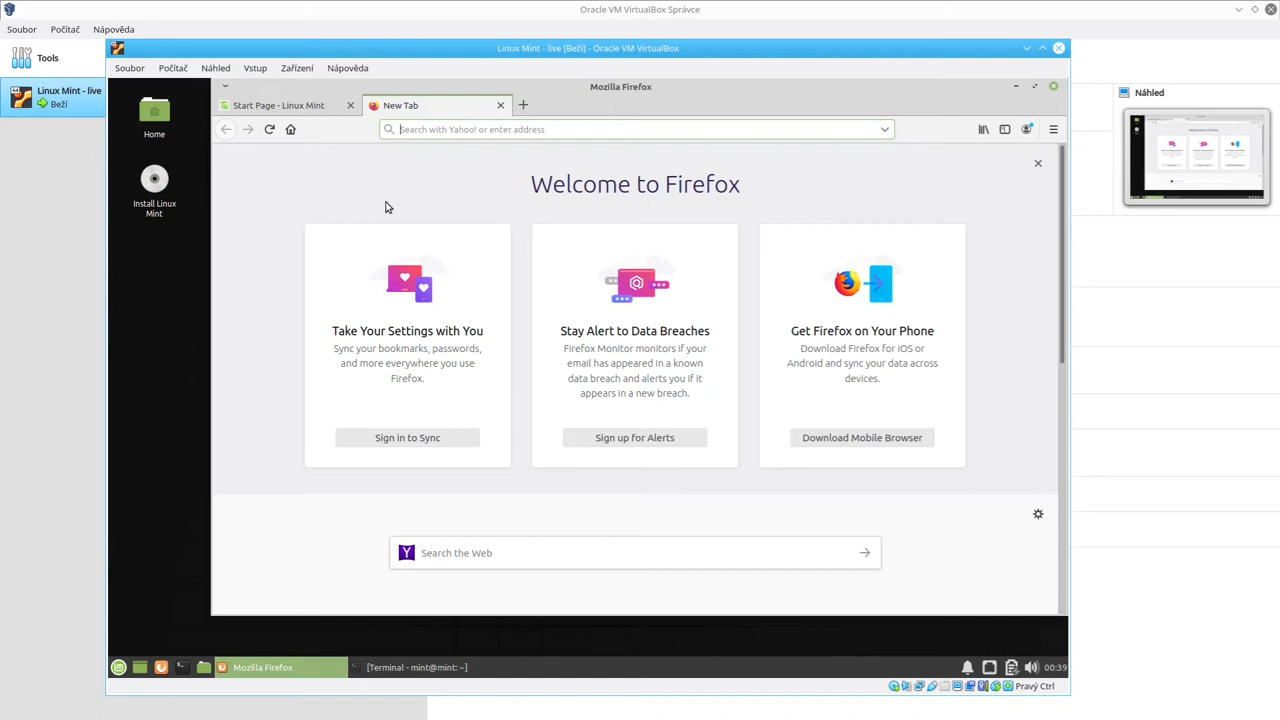 Oracle VM VirtualBox Správce
Soubor Počítač Nápověda
Tools
Linux Mint - live
Beží
Linux Mint - live [Beží] - Oracle VM VirtualBox
Soubor Počítač Náhled Vstup Zařízení Nápověda
Náhled
Home
Install Linux
Mint
Mozilla Firefox
Start Page - Linux Mint
New Tab
Search with Yahoo! or enter address
Welcome to Firefox
Take Your Settings with You
Sync your bookmarks, passwords,
and more everywhere you use
Firefox.
Sign in to Sync
Stay Alert to Data Breaches
Firefox Monitor monitors if your
email has appeared in a known
data breach and alerts you if it
appears in a new breach.
Sign up for Alerts
Get Firefox on Your Phone
Download Firefox for iOS or
Android and sync your data across
devices.
Download Mobile Browser
Search the Web
Mozilla Firefox
[Terminal - mint@mint: ~]
00:39
Pravý Ctrl